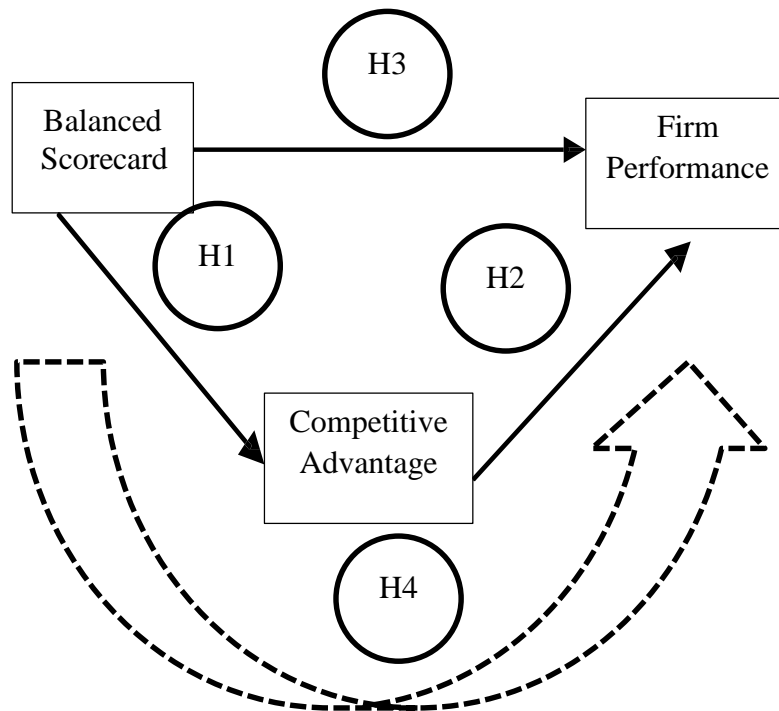 H3
Balanced
Scorecard
Firm
Performance
H1
H2
Competitive
Advantage
H4